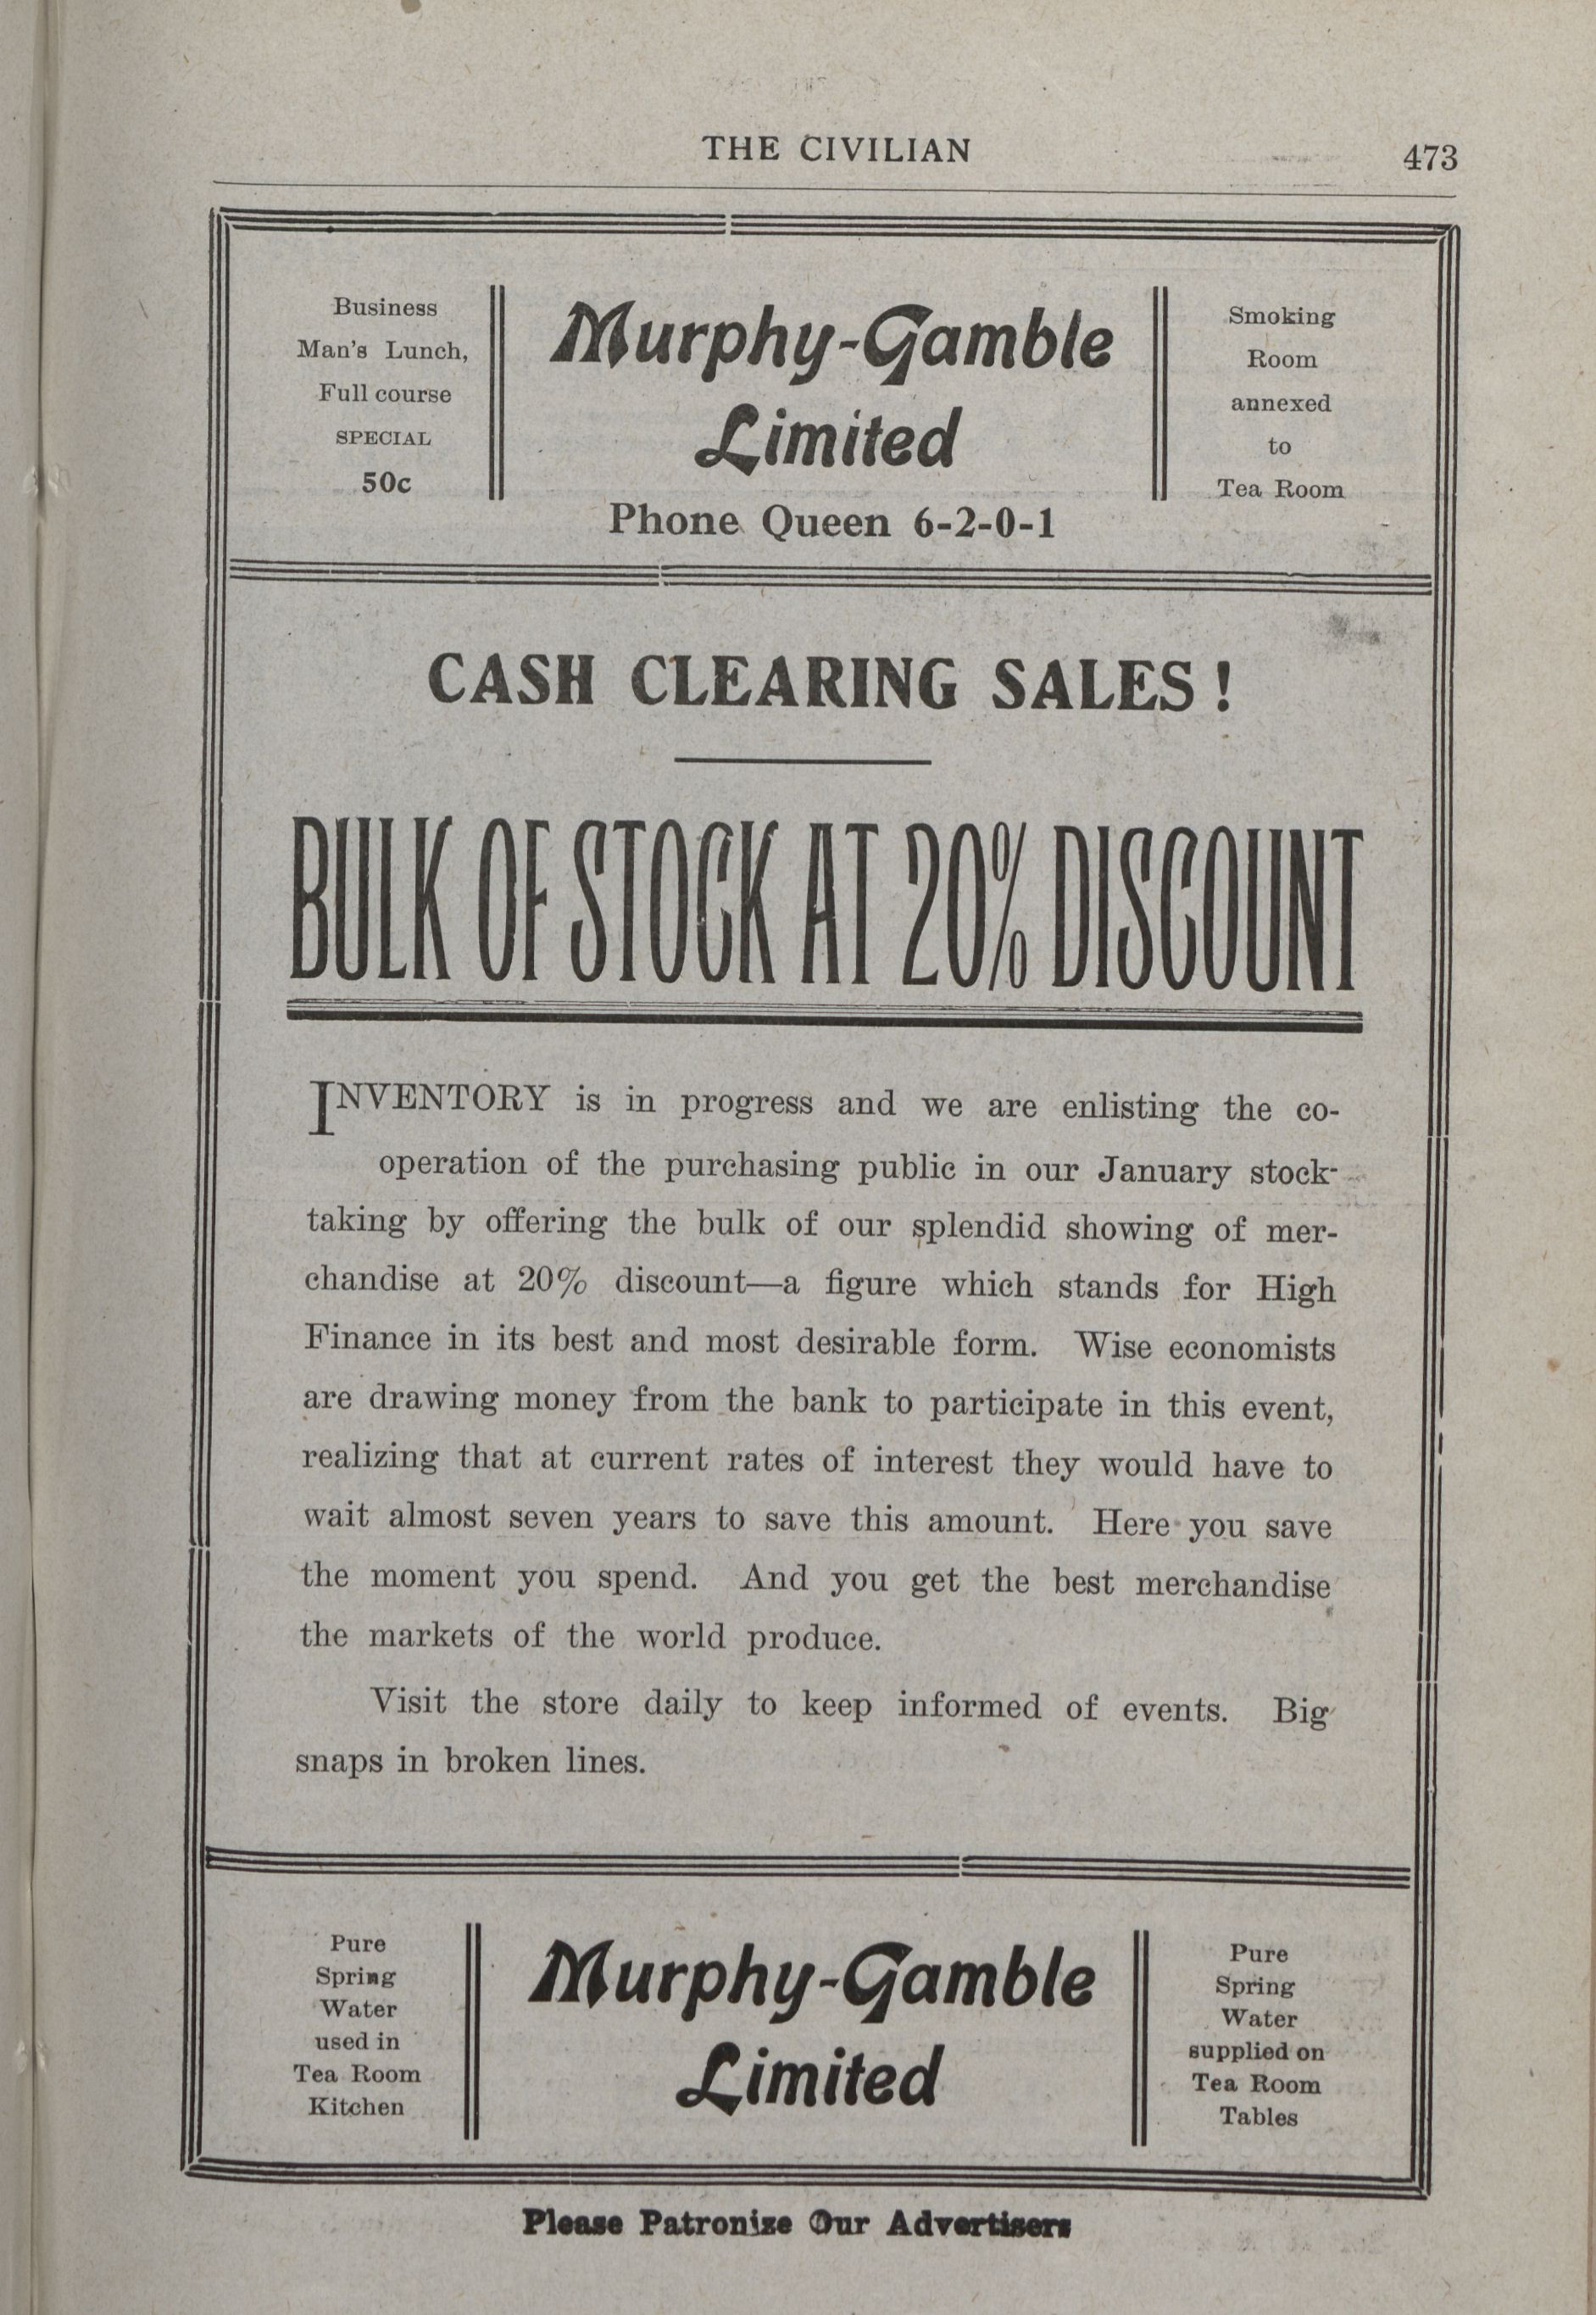 THE CIVILIAN
473
Business
Man's Lunch,
Full course
SPECIAL
50c
Murphy-Gamble
Limited
Phone Queen 6-2-0-1
Smoking
Room
annexed
to
Tea Room
CASH CLEARING SALES!
BULK OF STOCK AT 20% DISCOUNT
INVENTORY is in progress and we are enlisting the co-
operation of the purchasing public in our January stock-
taking by offering the bulk of our splendid showing of mer-
chandise at 20% discount—a figure which stands for High
Finance in its best and most desirable form. Wise economists
are drawing money from the bank to participate in this event,
realizing that at current rates of interest they would have to
wait almost seven years to save this amount. Here you save
the moment you spend. And you get the best merchandise
the markets of the world produce.
Visit the store daily to keep informed of events. Big
snaps in broken lines.
Pure
Spring
Water
used in
Tea Room
Kitchen
Murphy-Gamble
Limited
Pure
Spring
Water
supplied on
Tea Room
Tables
Please Patronize Our Advertisers